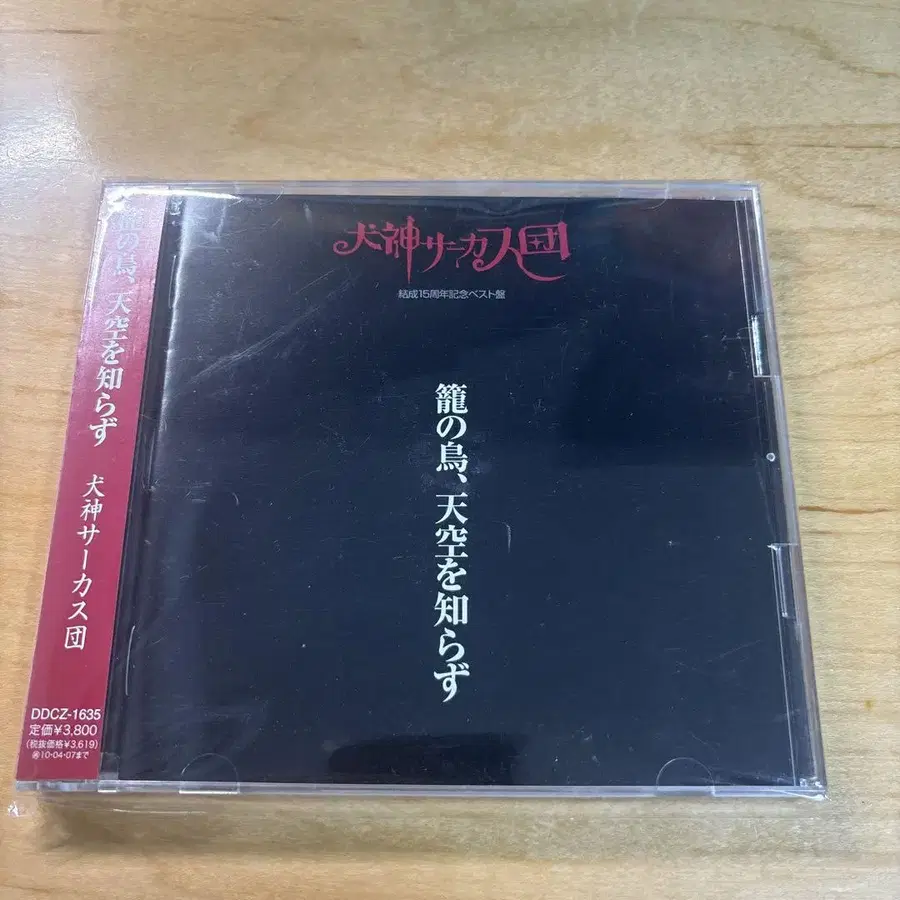 籠の鳥、天空を知らず
犬神サーカス団
DDCZ-1635
定価¥3,800
(税抜価格¥3,619)
㋐10・04・07まで
犬神サーカス団
結成15周年記念ベスト盤
籠の鳥、天空を知らず